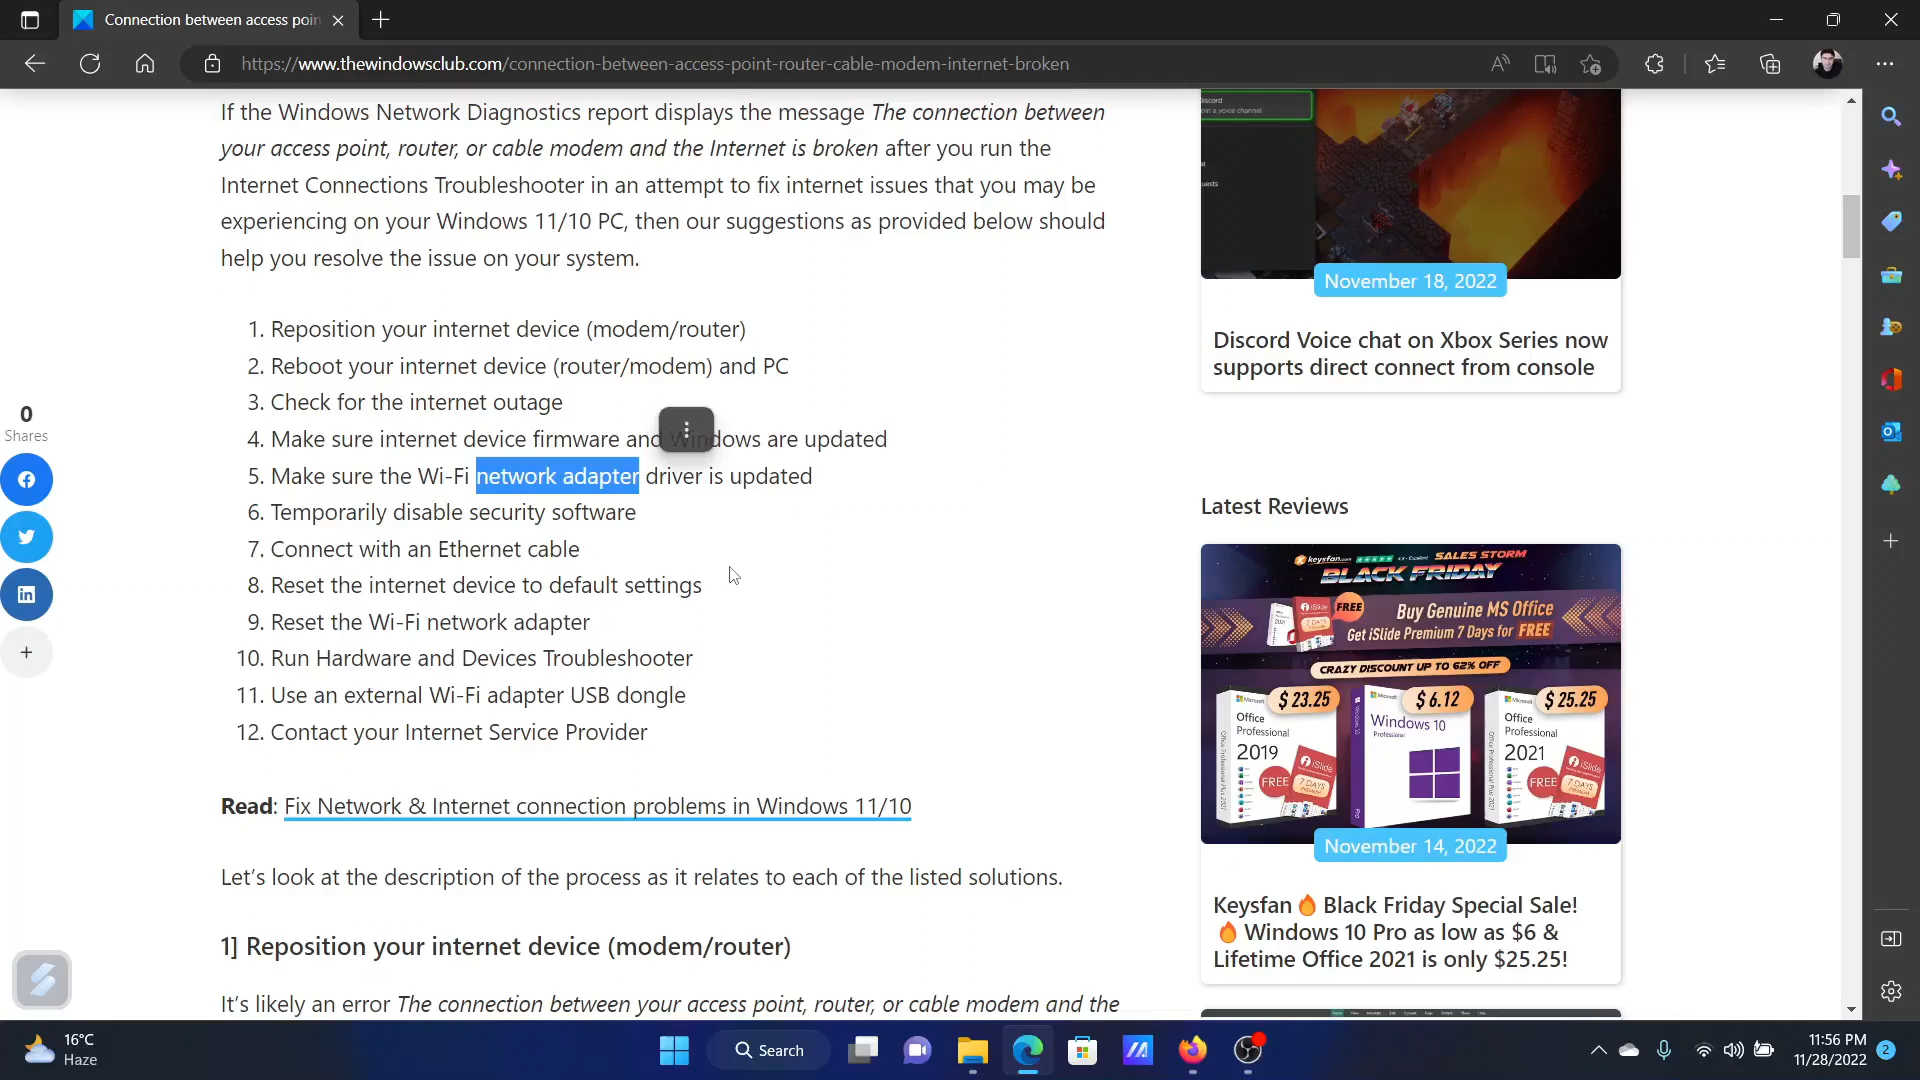 Connection between access poin
https://www.thewindowsclub.com/connection-between-access-point-router-cable-modem-internet-broken
If the Windows Network Diagnostics report displays the message The connection between
your access point, router, or cable modem and the Internet is broken after you run the
Internet Connections Troubleshooter in an attempt to fix internet issues that you may be
experiencing on your Windows 11/10 PC, then our suggestions as provided below should
help you resolve the issue on your system.
1. Reposition your internet device (modem/router)
2. Reboot your internet device (router/modem) and PC
3. Check for the internet outage
4. Make sure internet device firmware and Windows are updated
5. Make sure the Wi-Fi network adapter driver is updated
6. Temporarily disable security software
7. Connect with an Ethernet cable
8. Reset the internet device to default settings
9. Reset the Wi-Fi network adapter
10. Run Hardware and Devices Troubleshooter
11. Use an external Wi-Fi adapter USB dongle
12. Contact your Internet Service Provider
Read: Fix Network & Internet connection problems in Windows 11/10
Let's look at the description of the process as it relates to each of the listed solutions.
1] Reposition your internet device (modem/router)
It's likely an error The connection between your access point, router, or cable modem and the
0
Shares
Discord
November 18, 2022
Discord Voice chat on Xbox Series now
supports direct connect from console
Latest Reviews
keysfan.com
SALES STORM
BLACK FRIDAY
FREE
Buy Genuine MS Office
Get iSlide Premium 7 Days for FREE
CRAZY DISCOUNT UP TO 62% OFF
$ 23.25
$ 6.12
$ 25.25
Office
Professional
2019
Windows 10
Professional
Office
Professional
2021
iSlide
FREE
7 DAYS
iSlide
FREE
7 DAYS
November 14, 2022
Keysfan🔥Black Friday Special Sale!
🔥Windows 10 Pro as low as $6 &
Lifetime Office 2021 is only $25.25!
16°C
Haze
Search
11:56 PM
11/28/2022
2